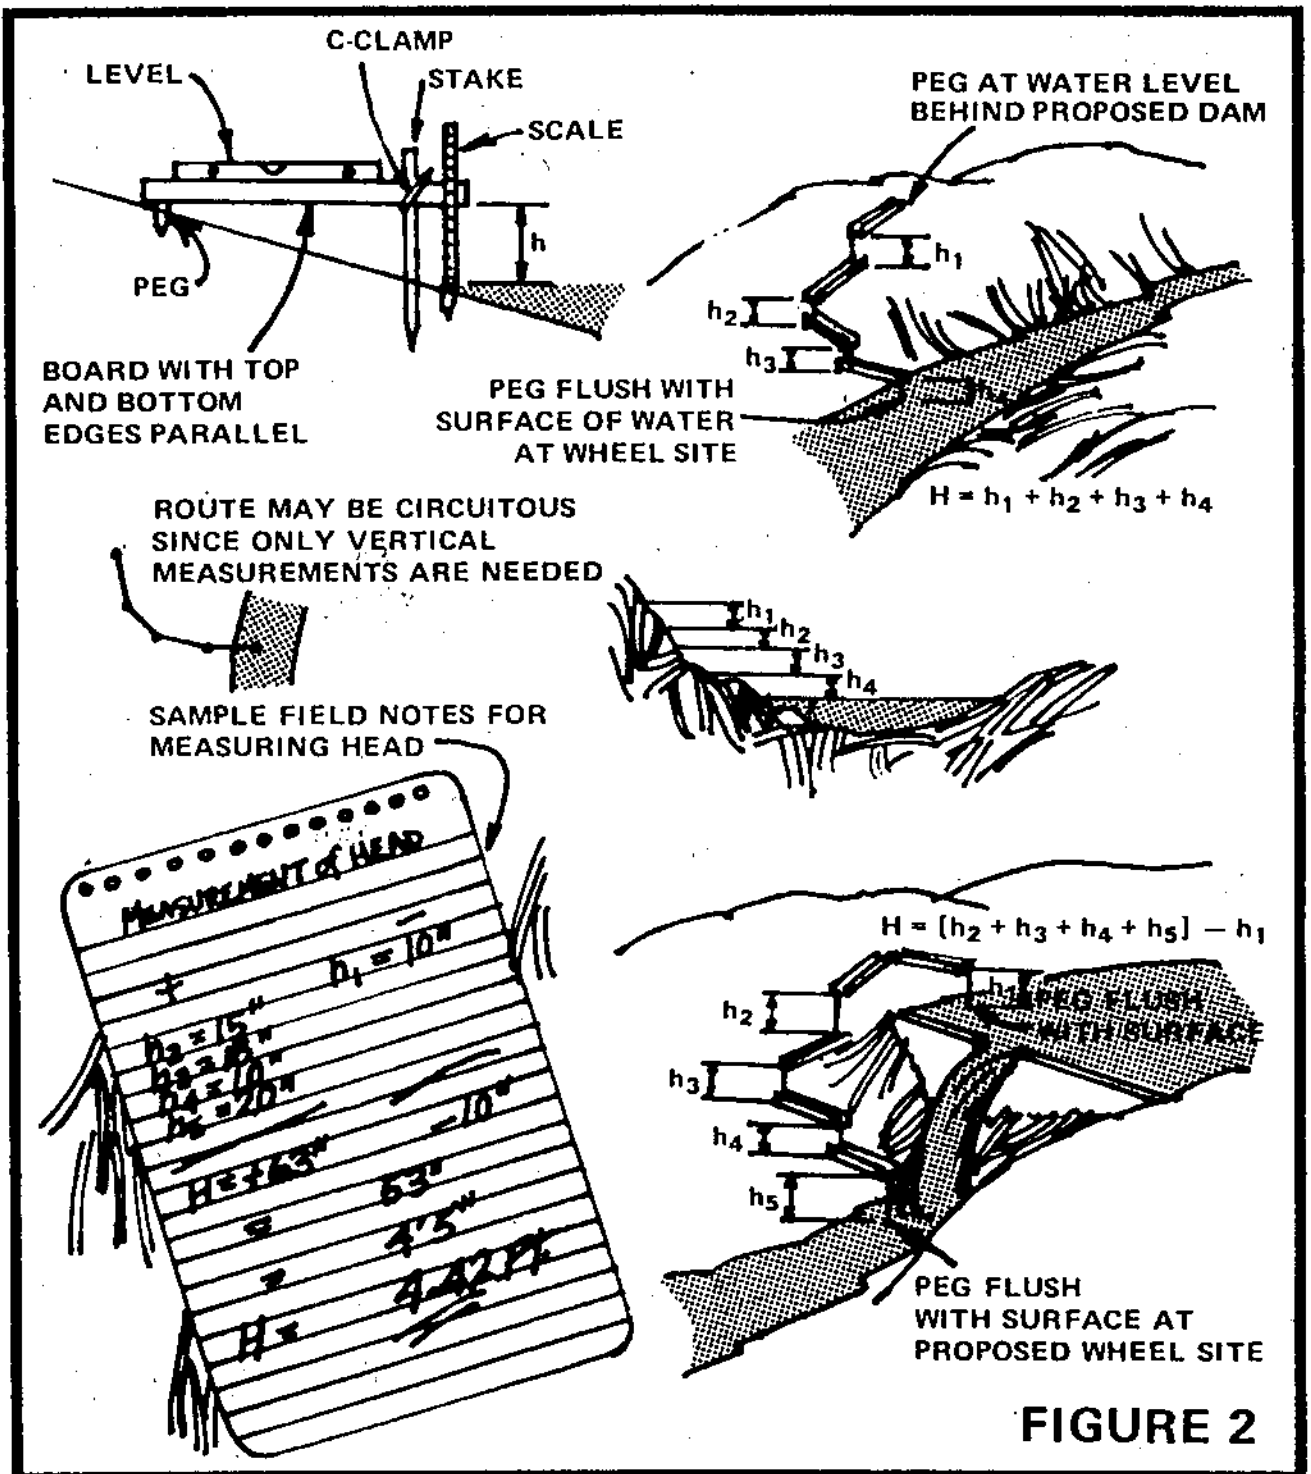 C-CLAMP
LEVEL
STAKE
SCALE
h
PEG
BOARD WITH TOP
AND BOTTOM
EDGES PARALLEL
PEG AT WATER LEVEL
BEHIND PROPOSED DAM
h1
h2
h3
PEG FLUSH WITH
SURFACE OF WATER
AT WHEEL SITE
H = h1 + h2 + h3 + h4
ROUTE MAY BE CIRCUITOUS
SINCE ONLY VERTICAL
MEASUREMENTS ARE NEEDED
h1
h2
h3
h4
SAMPLE FIELD NOTES FOR
MEASURING HEAD
MEASUREMENT of HEAD
+ −
h1 = 10"
h2 = 15"
h3 = 18"
h4 = 10"
h5 = 20"
H = +63" −10"
= 53"
= 4'5"
H = 4.42 Ft.
H = [h2 + h3 + h4 + h5] − h1
h1
PEG FLUSH
WITH SURFACE
h2
h3
h4
h5
PEG FLUSH
WITH SURFACE AT
PROPOSED WHEEL SITE
FIGURE 2